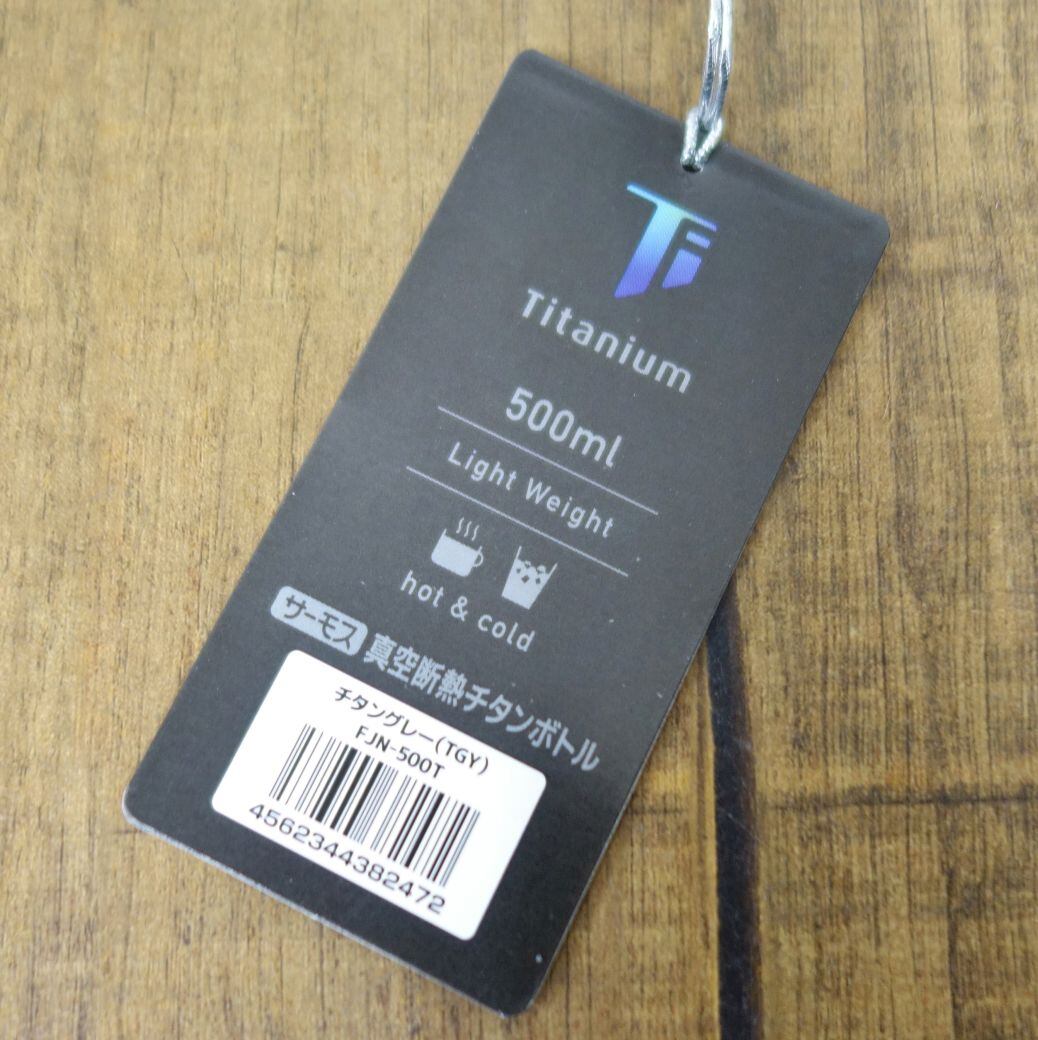 Ti
Titanium
500ml
Light Weight
hot & cold
サーモス 真空断熱チタンボトル
チタングレー(TGY)
FJN-500T
4562344382472